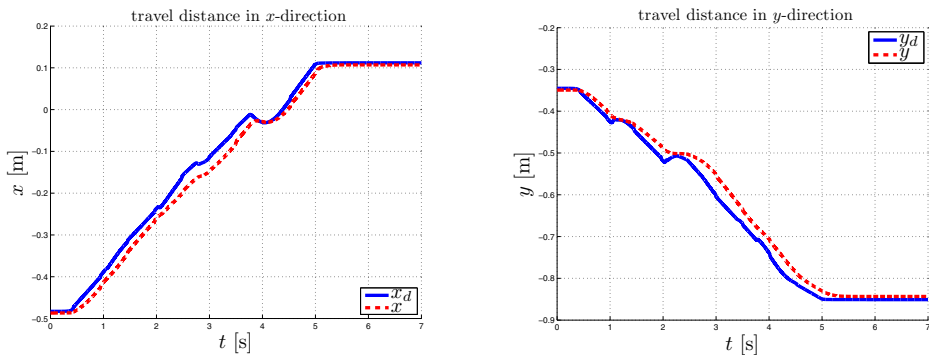 travel distance in x-direction
0.1
0
−0.1
−0.2
−0.3
−0.4
−0.5
x [m]
0 1 2 3 4 5 6 7
t [s]
x_d
x
travel distance in y-direction
−0.2
−0.3
−0.4
−0.5
−0.6
−0.7
−0.8
−0.9
y [m]
0 1 2 3 4 5 6 7
t [s]
y_d
y